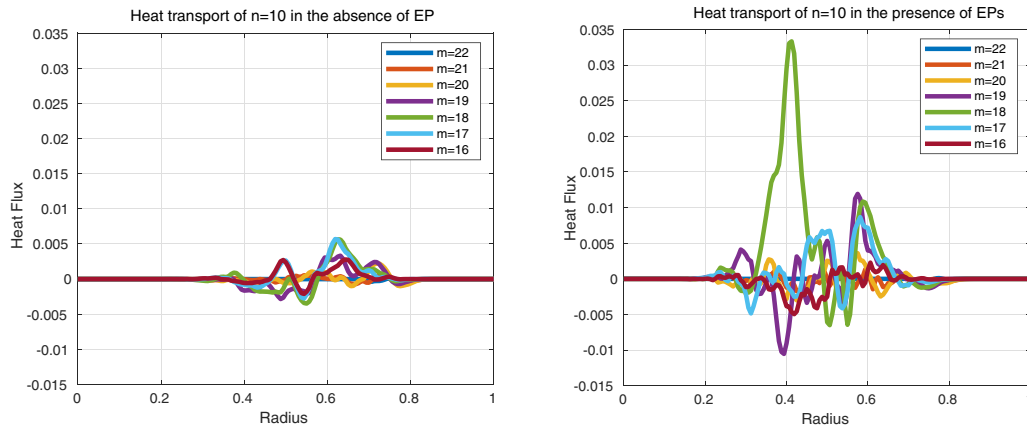 Heat transport of n=10 in the absence of EP
0.035
0.03
0.025
0.02
0.015
0.01
0.005
0
-0.005
-0.01
-0.015
Heat Flux
m=22
m=21
m=20
m=19
m=18
m=17
m=16
0
0.2
0.4
0.6
0.8
1
Radius
Heat transport of n=10 in the presence of EPs
0.035
0.03
0.025
0.02
0.015
0.01
0.005
0
-0.005
-0.01
-0.015
Heat Flux
m=22
m=21
m=20
m=19
m=18
m=17
m=16
0
0.2
0.4
0.6
0.8
Radius